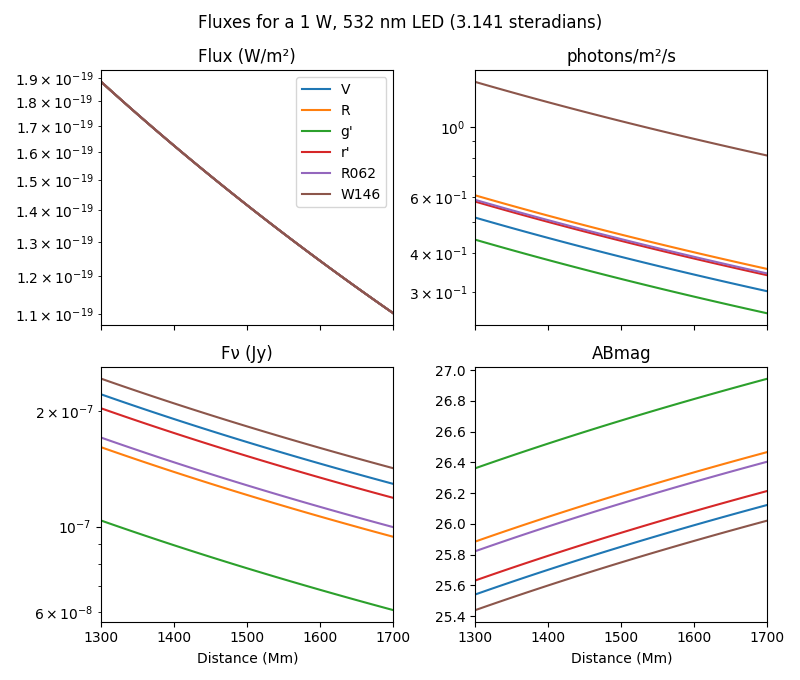 Fluxes for a 1 W, 532 nm LED (3.141 steradians)
Flux (W/m²)
1.9 × 10⁻¹⁹
1.8 × 10⁻¹⁹
1.7 × 10⁻¹⁹
1.6 × 10⁻¹⁹
1.5 × 10⁻¹⁹
1.4 × 10⁻¹⁹
1.3 × 10⁻¹⁹
1.2 × 10⁻¹⁹
1.1 × 10⁻¹⁹
V
R
g'
r'
R062
W146
photons/m²/s
10⁰
6 × 10⁻¹
4 × 10⁻¹
3 × 10⁻¹
Fν (Jy)
2 × 10⁻⁷
10⁻⁷
6 × 10⁻⁸
1300 1400 1500 1600 1700
Distance (Mm)
ABmag
27.0
26.8
26.6
26.4
26.2
26.0
25.8
25.6
25.4
1300 1400 1500 1600 1700
Distance (Mm)